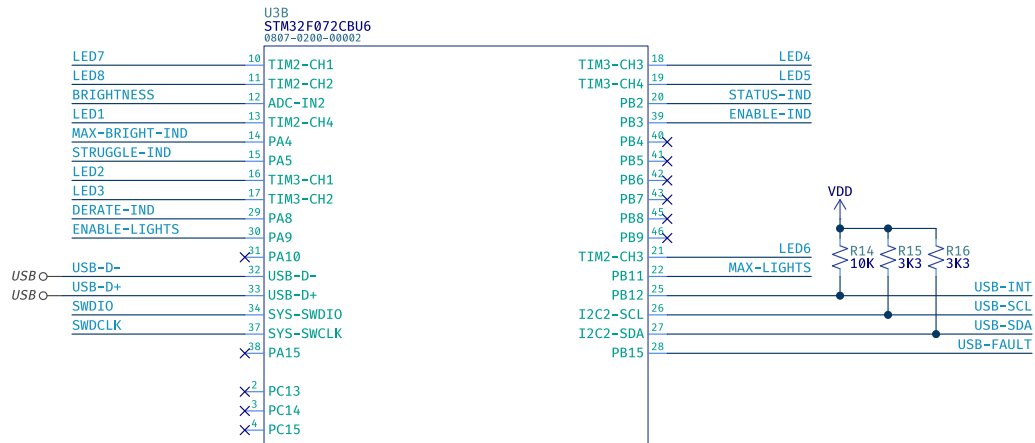 U3B
STM32F072CBU6
0807-0200-00002
LED7 10 TIM2-CH1 TIM3-CH3 18 LED4
LED8 11 TIM2-CH2 TIM3-CH4 19 LED5
BRIGHTNESS 12 ADC-IN2 PB2 20 STATUS-IND
LED1 13 TIM2-CH4 PB3 39 ENABLE-IND
MAX-BRIGHT-IND 14 PA4 PB4 40
STRUGGLE-IND 15 PA5 PB5 41
LED2 16 TIM3-CH1 PB6 42
LED3 17 TIM3-CH2 PB7 43
VDD
DERATE-IND 29 PA8 PB8 45
ENABLE-LIGHTS 30 PA9 PB9 46
31 PA10 TIM2-CH3 21 LED6
R14 R15 R16
10K 3K3 3K3
USB USB-D- 32 USB-D- PB11 22 MAX-LIGHTS
USB USB-D+ 33 USB-D+ PB12 25 USB-INT
SWDIO 34 SYS-SWDIO I2C2-SCL 26 USB-SCL
SWDCLK 37 SYS-SWCLK I2C2-SDA 27 USB-SDA
38 PA15 PB15 28 USB-FAULT
2 PC13
3 PC14
4 PC15